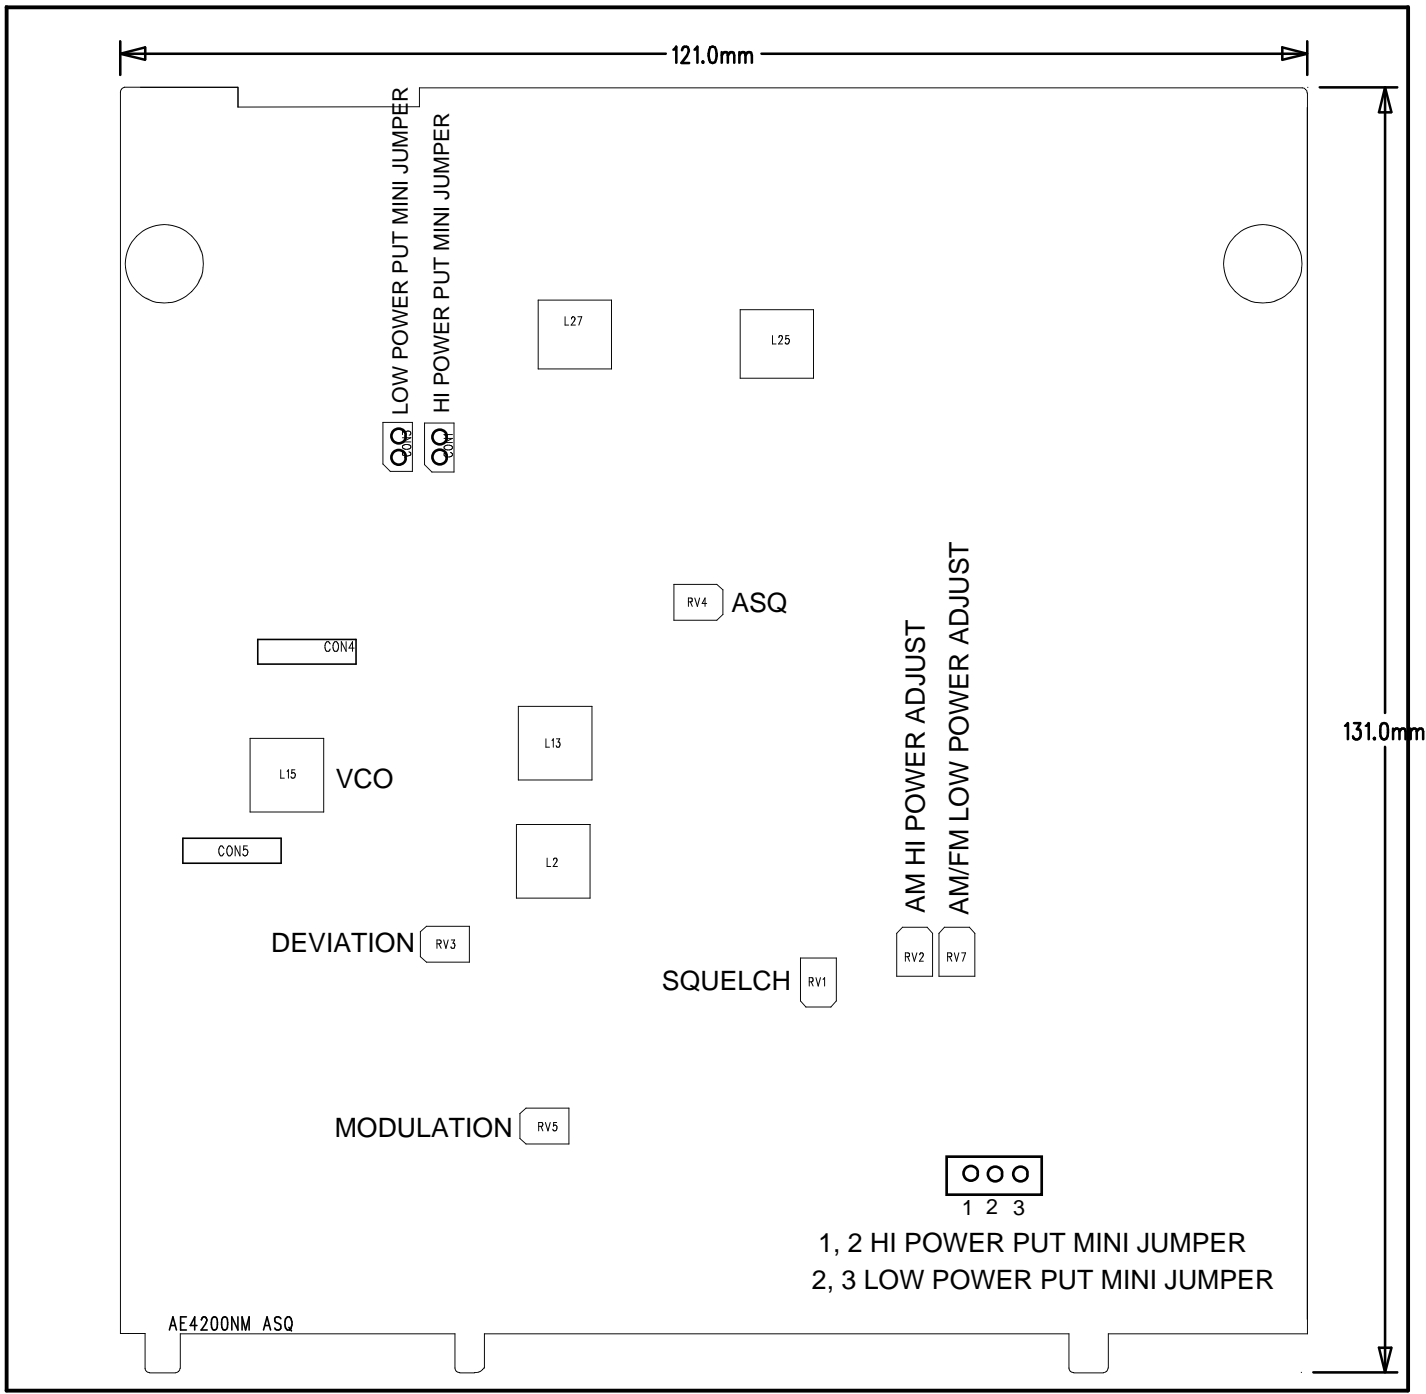 121.0mm
LOW POWER PUT MINI JUMPER
HI POWER PUT MINI JUMPER
L27
L25
CON1
RV4 ASQ
CON4
AM HI POWER ADJUST
AM/FM LOW POWER ADJUST
131.0mm
L13
L15 VCO
CON5
L2
DEVIATION RV3
RV2
RV7
SQUELCH RV1
MODULATION RV5
1 2 3
1, 2 HI POWER PUT MINI JUMPER
2, 3 LOW POWER PUT MINI JUMPER
AE4200NM ASQ